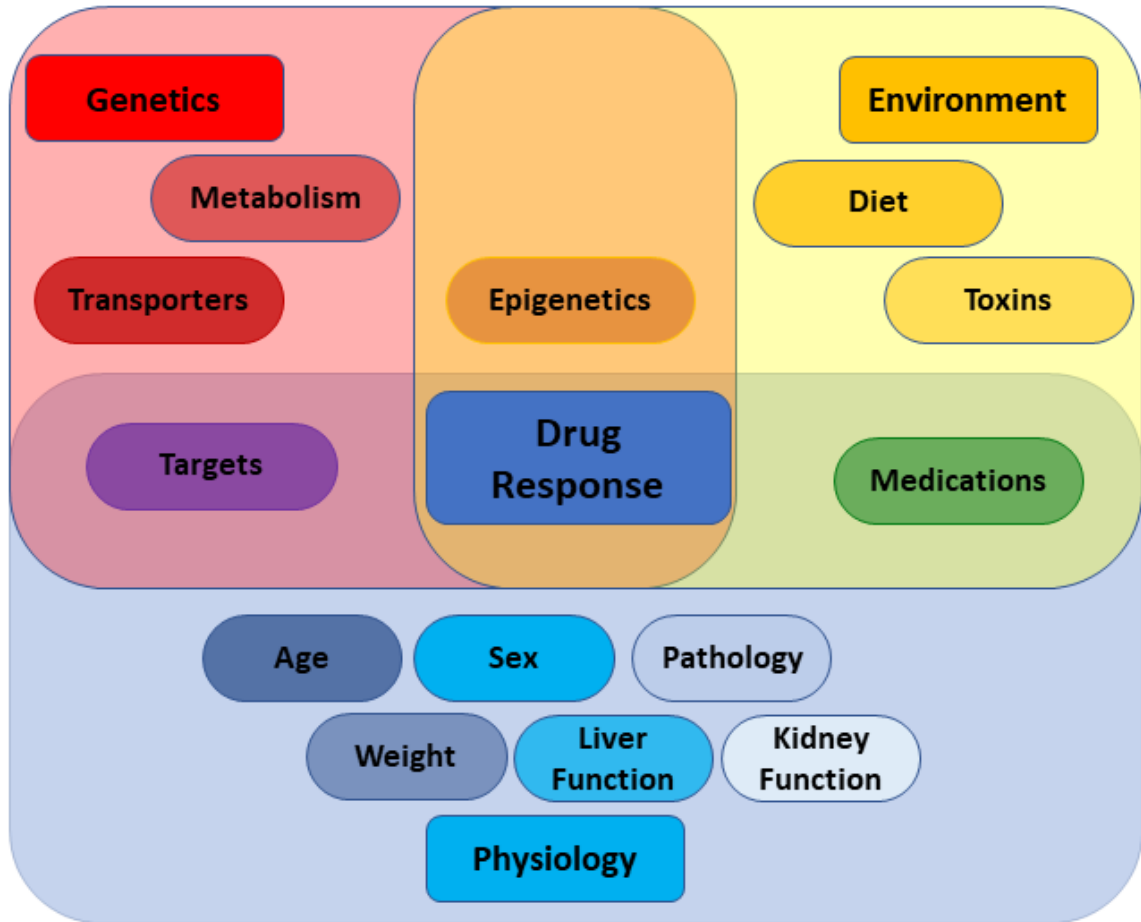 Genetics
Environment
Metabolism
Diet
Transporters
Epigenetics
Toxins
Targets
Drug
Response
Medications
Age
Sex
Pathology
Weight
Liver
Function
Kidney
Function
Physiology